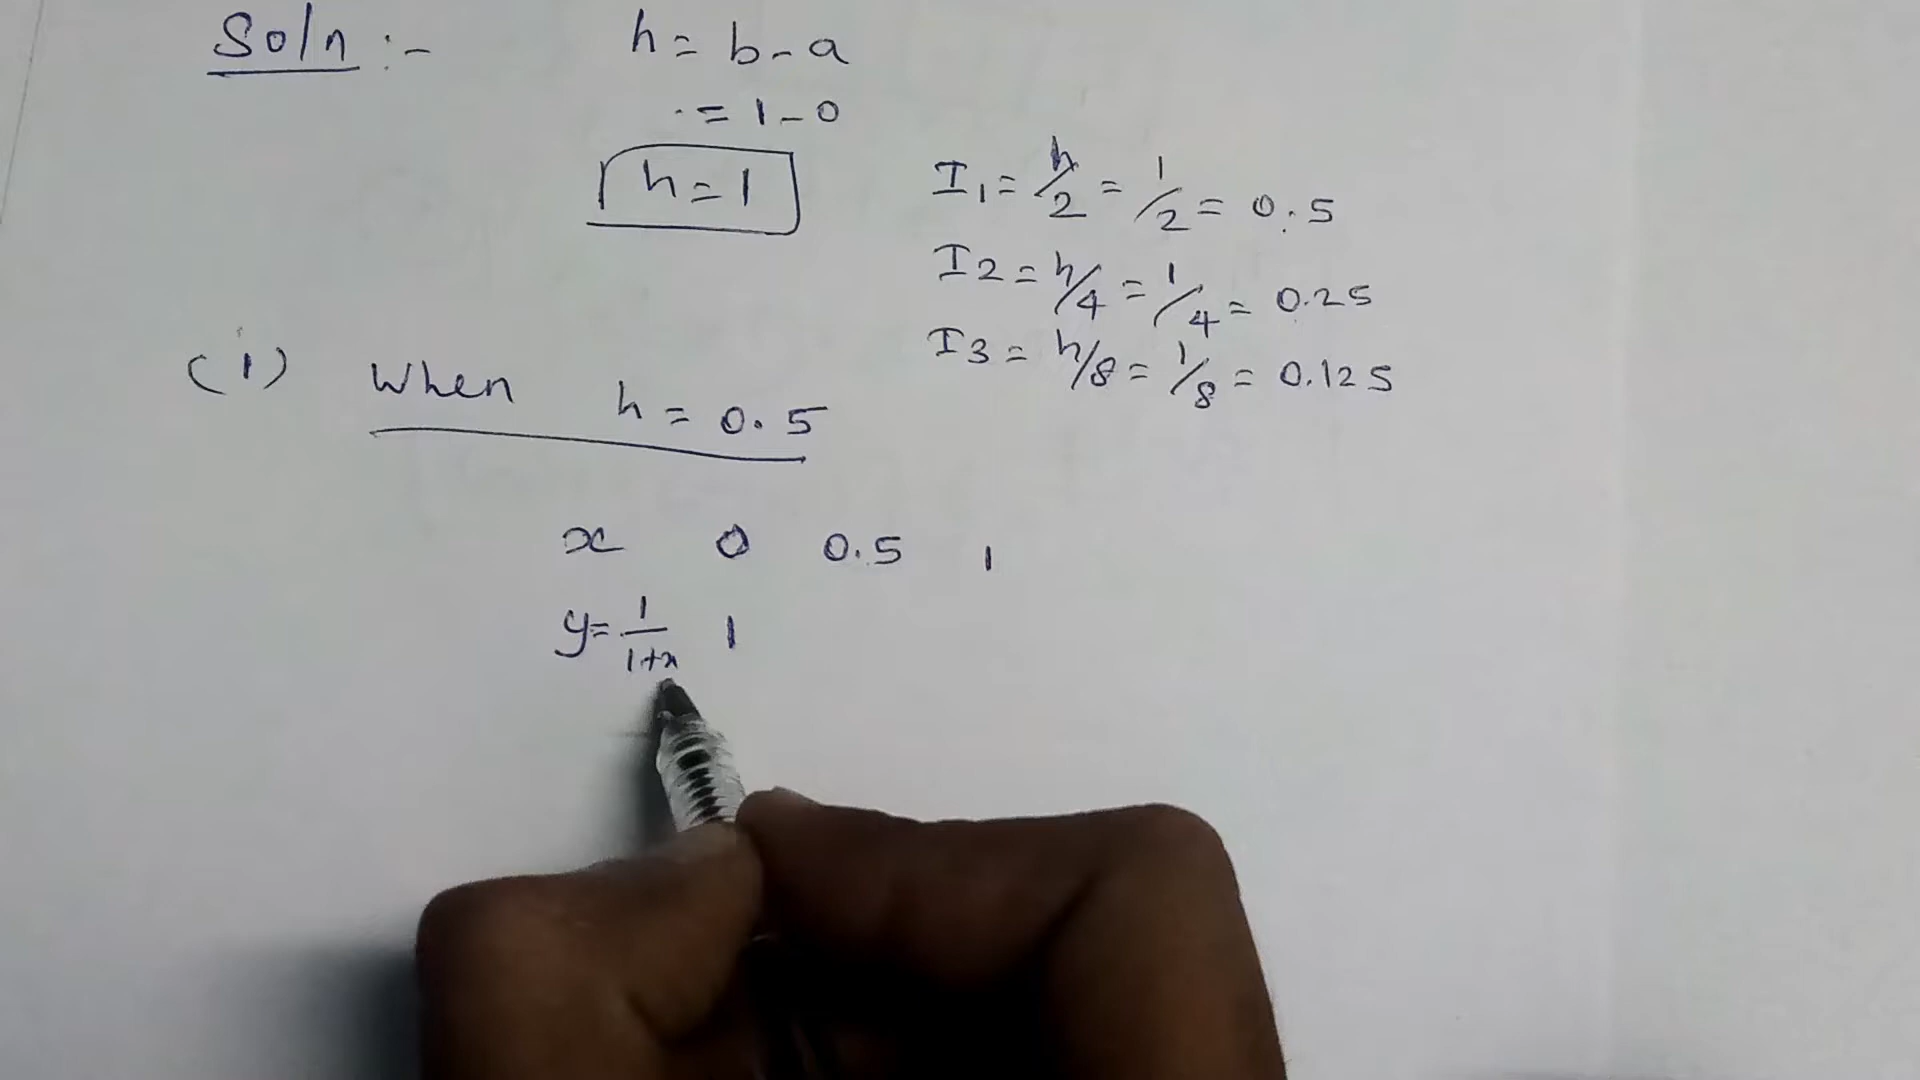 Soln :-
h = b - a
= 1 - 0
h = 1
I1 = h/2 = 1/2 = 0.5
I2 = h/4 = 1/4 = 0.25
I3 = h/8 = 1/8 = 0.125
(i) When h = 0.5
x 0 0.5 1
y = 1/1+x 1